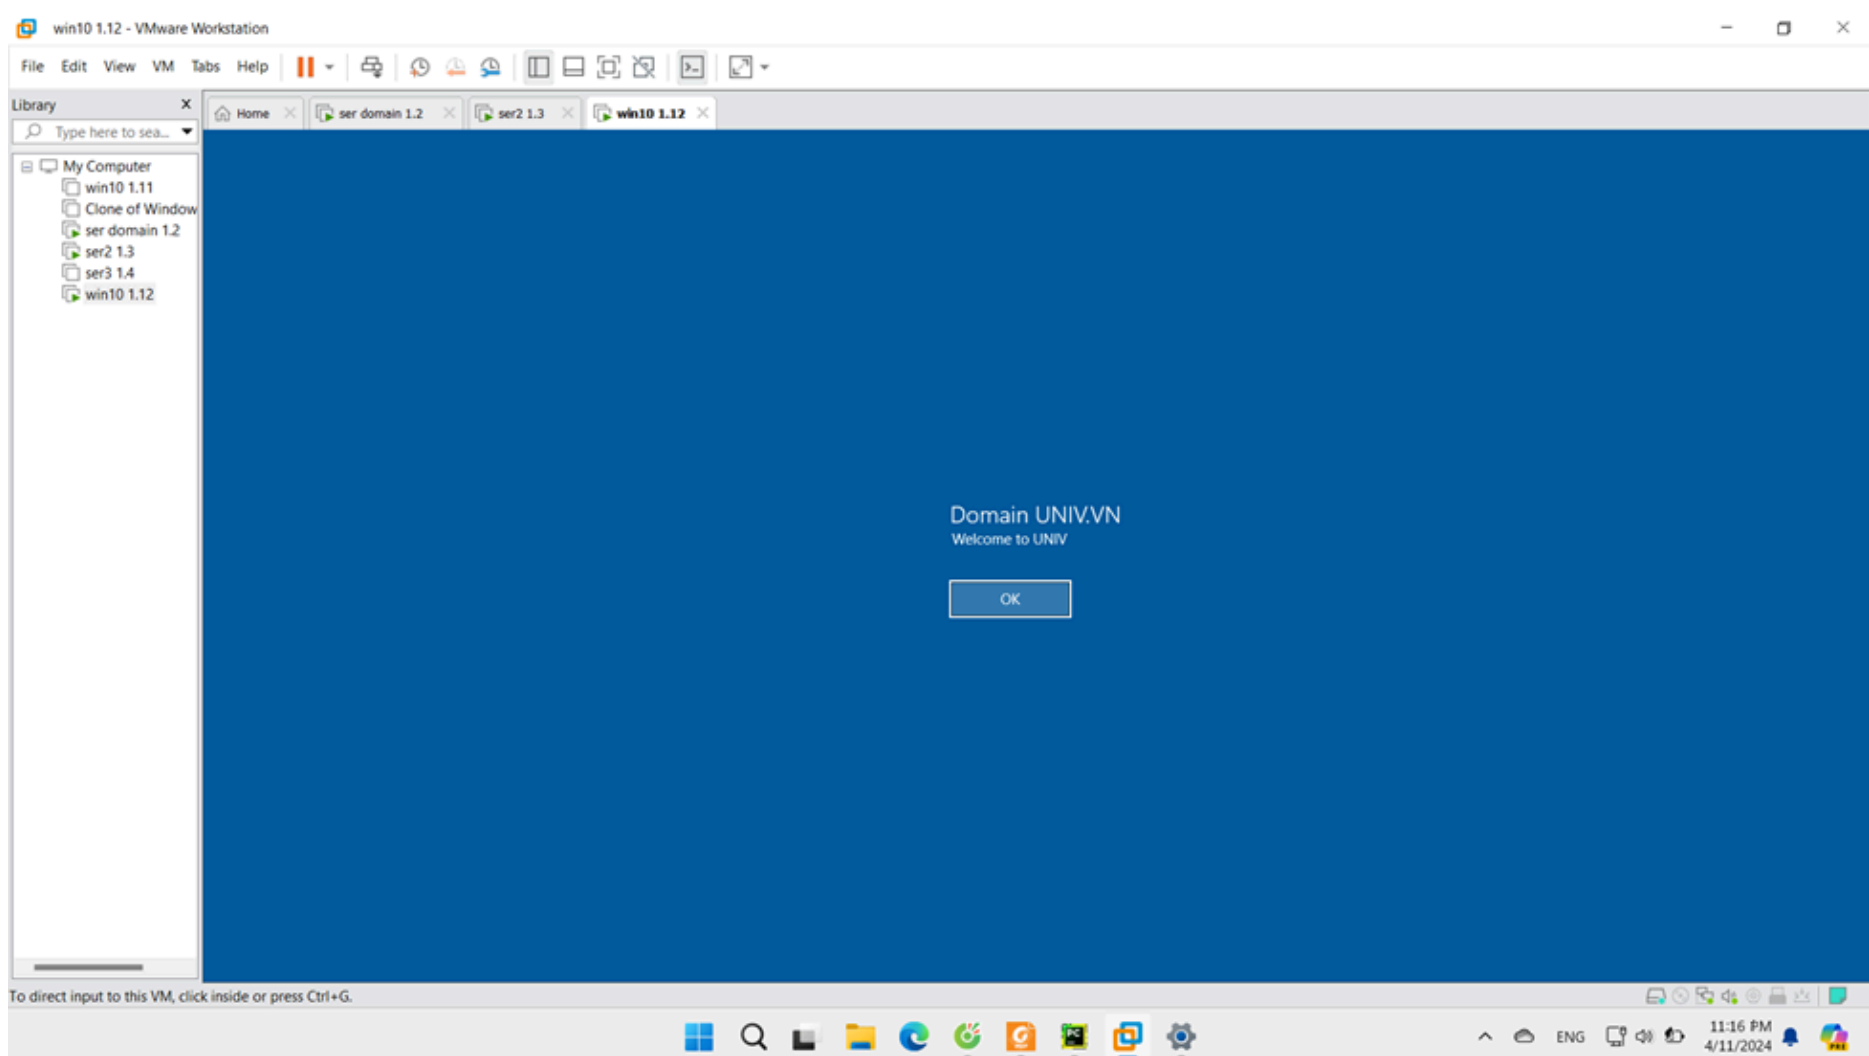 win10 1.12 - VMware Workstation
File Edit View VM Tabs Help
Library
Type here to sea...
My Computer
win10 1.11
Clone of Window
ser domain 1.2
ser2 1.3
ser3 1.4
win10 1.12
Home
ser domain 1.2
ser2 1.3
win10 1.12
Domain UNIV.VN
Welcome to UNIV
OK
To direct input to this VM, click inside or press Ctrl+G.
ENG
11:16 PM
4/11/2024
PRE